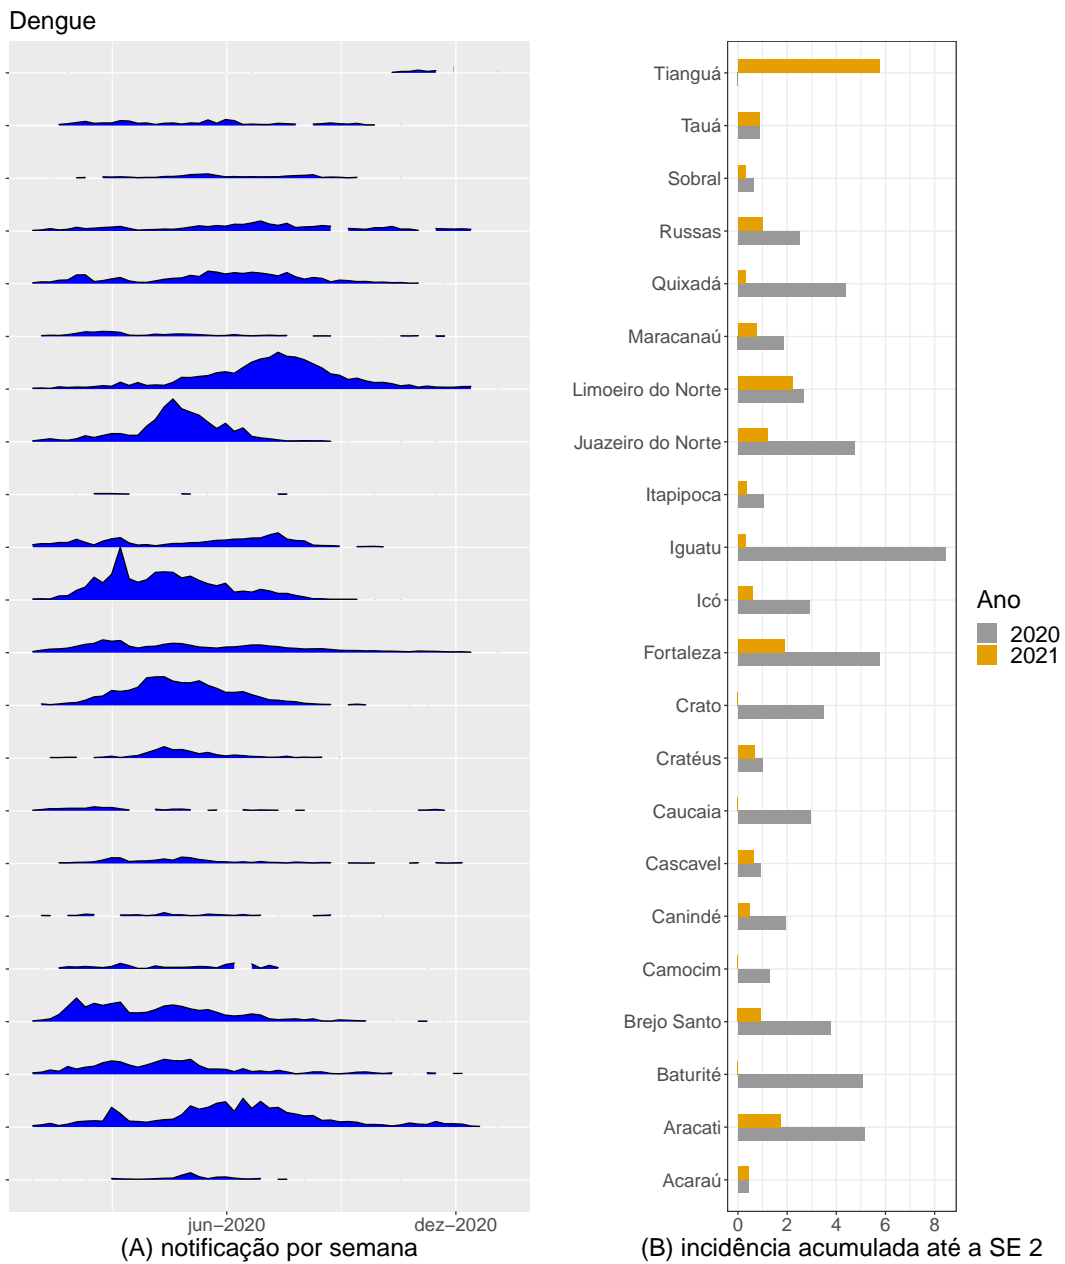 Dengue
Tianguá
Tauá
Sobral
Russas
Quixadá
Maracanaú
Limoeiro do Norte
Juazeiro do Norte
Itapipoca
Iguatu
Icó
Fortaleza
Crato
Cratéus
Caucaia
Cascavel
Canindé
Camocim
Brejo Santo
Baturité
Aracati
Acaraú
Ano
2020
2021
jun–2020 dez–2020
0 2 4 6 8
(A) notificação por semana
(B) incidência acumulada até a SE 2